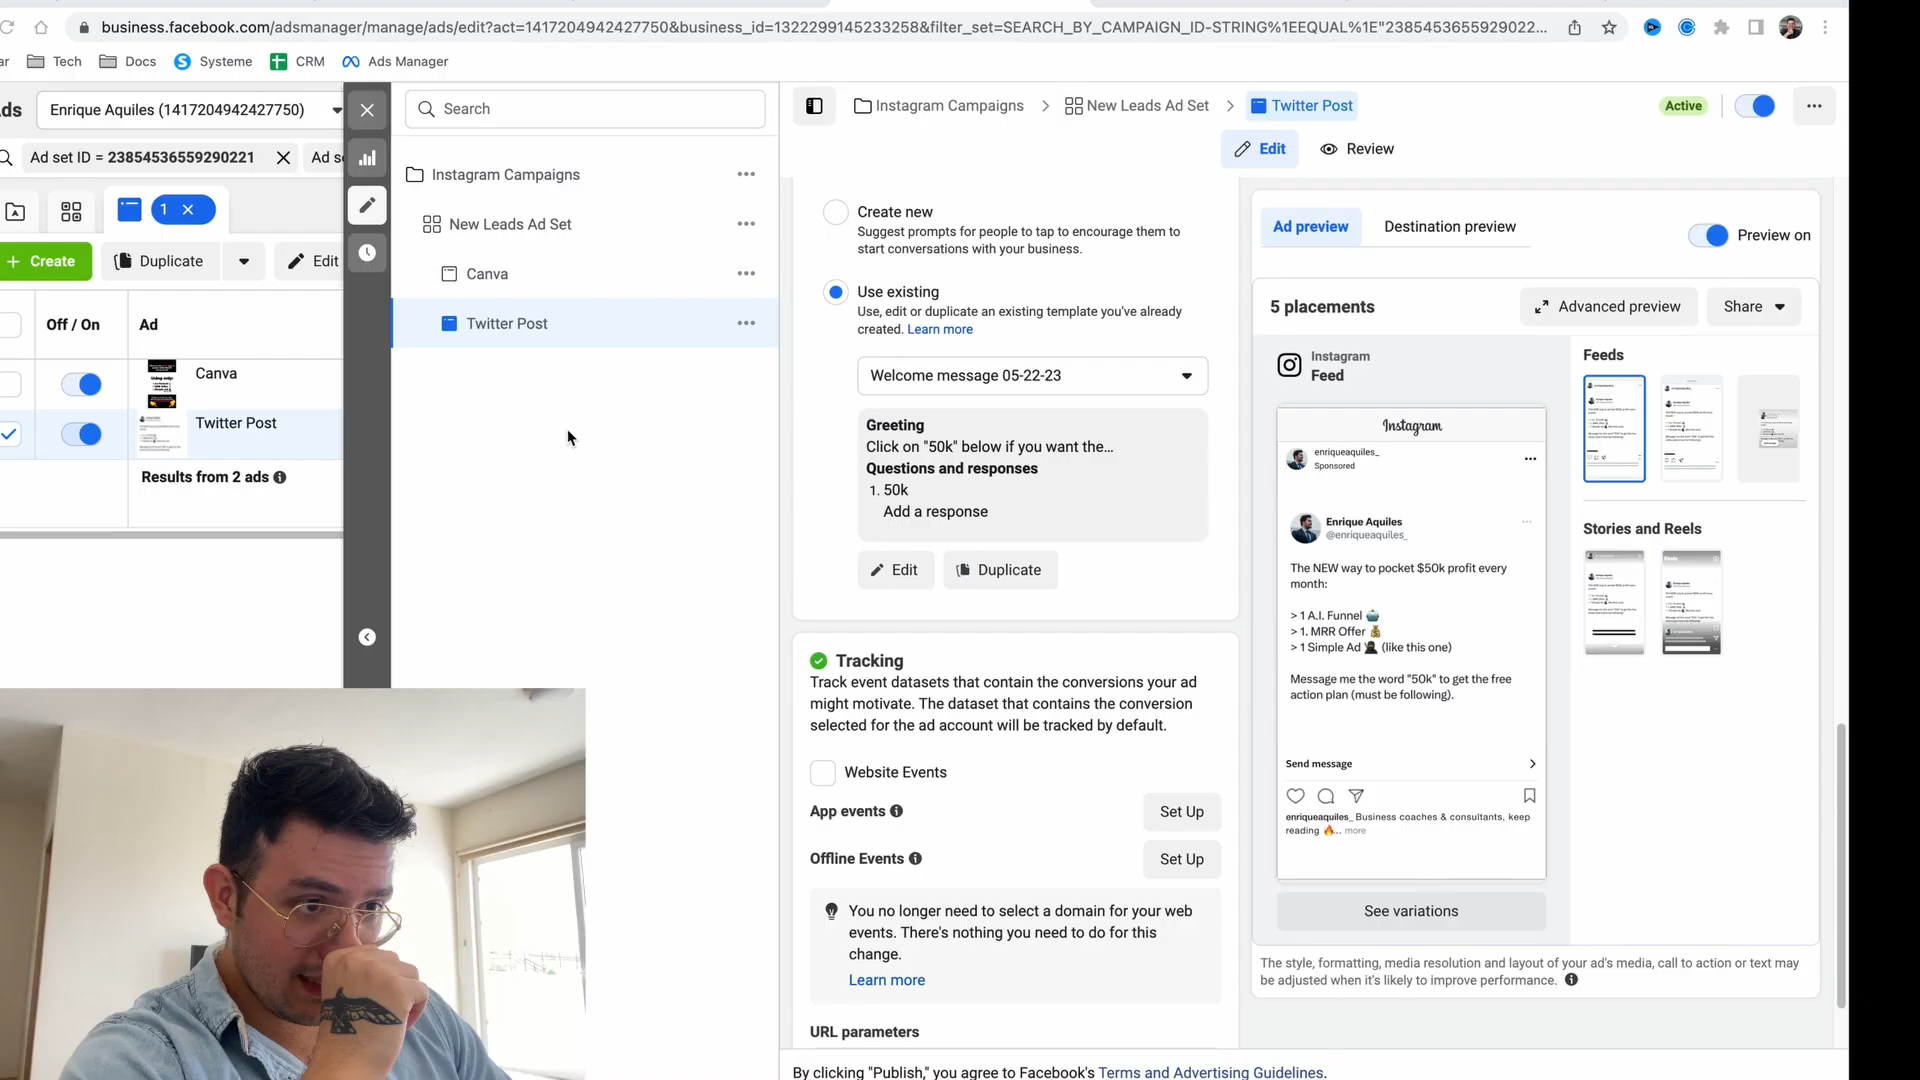 business.facebook.com/adsmanager/manage/ads/edit?act=1417204942427750&business_id=1322299145233258&filter_set=SEARCH_BY_CAMPAIGN_ID-STRING%1EEQUAL%1E"2385453655929022...
ar Tech Docs Systeme CRM Ads Manager
ds Enrique Aquiles (1417204942427750)
Ad set ID = 23854536559290221 Ad s
1
Create Duplicate Edit
Off / On Ad
Canva
Twitter Post
Results from 2 ads
Search
Instagram Campaigns
New Leads Ad Set
Canva
Twitter Post
Instagram Campaigns New Leads Ad Set Twitter Post
Active
Edit Review
Create new
Suggest prompts for people to tap to encourage them to
start conversations with your business.
Use existing
Use, edit or duplicate an existing template you've already
created. Learn more
Welcome message 05-22-23
Greeting
Click on "50k" below if you want the...
Questions and responses
1. 50k
Add a response
Edit Duplicate
Tracking
Track event datasets that contain the conversions your ad
might motivate. The dataset that contains the conversion
selected for the ad account will be tracked by default.
Website Events
App events Set Up
Offline Events Set Up
You no longer need to select a domain for your web
events. There's nothing you need to do for this
change.
Learn more
URL parameters
By clicking "Publish," you agree to Facebook's Terms and Advertising Guidelines.
Ad preview Destination preview
Preview on
5 placements Advanced preview Share
Instagram
Feed
Instagram
enriqueaquiles_
Sponsored
Enrique Aquiles
@enriqueaquiles_
The NEW way to pocket $50k profit every
month:
> 1 A.I. Funnel 🤖
> 1. MRR Offer 💰
> 1 Simple Ad 🥷 (like this one)
Message me the word "50k" to get the free
action plan (must be following).
Send message
enriqueaquiles_ Business coaches & consultants, keep
reading 🔥... more
See variations
Feeds
Stories and Reels
The style, formatting, media resolution and layout of your ad's media, call to action or text may
be adjusted when it's likely to improve performance.